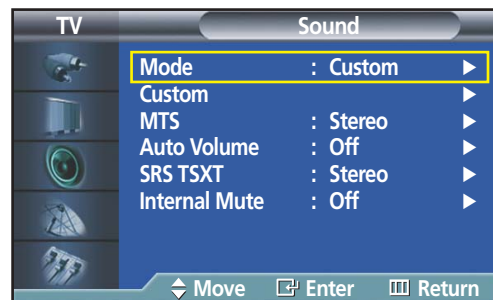 TV Sound
Mode : Custom
Custom
MTS : Stereo
Auto Volume : Off
SRS TSXT : Stereo
Internal Mute : Off
Move Enter Return